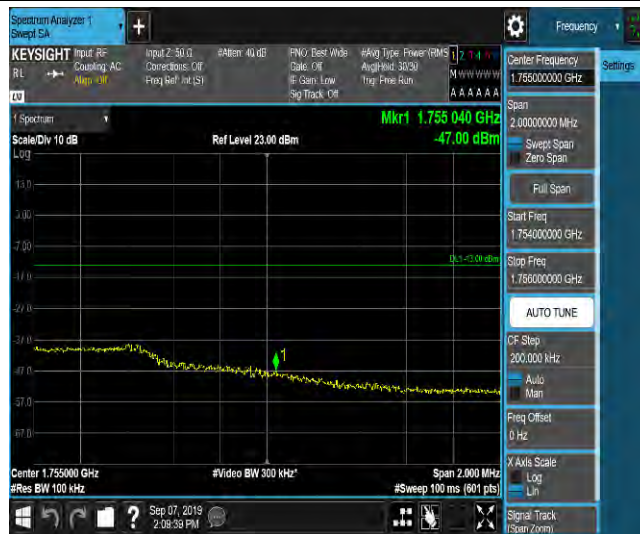 Spectrum Analyzer 1
Swept SA
Frequency
KEYSIGHT
RL
Input: RF
Coupling: AC
Align: Off
Input Z: 50 Ω
Corrections: Off
Freq Ref: Int (S)
#Atten: 40 dB
PNO: Best Wide
Gate: Off
IF Gain: Low
Sig Track: Off
#Avg Type: Power (RMS
Avg|Hold: 30/30
Trig: Free Run
M W W W W W
A A A A A A
Settings
1 Spectrum
Scale/Div 10 dB
Log
Ref Level 23.00 dBm
Mkr1 1.755 040 GHz
-47.00 dBm
13.0
3.00
-7.00
DL1 -13.00 dBm
-17.0
-27.0
-37.0
-47.0
-57.0
-67.0
1
Center 1.755000 GHz
#Res BW 100 kHz
#Video BW 300 kHz*
Span 2.000 MHz
#Sweep 100 ms (601 pts)
Center Frequency
1.755000000 GHz
Span
2.00000000 MHz
Swept Span
Zero Span
Full Span
Start Freq
1.754000000 GHz
Stop Freq
1.756000000 GHz
AUTO TUNE
CF Step
200.000 kHz
Auto
Man
Freq Offset
0 Hz
X Axis Scale
Log
Lin
Signal Track
(Span Zoom)
?
Sep 07, 2019
2:09:39 PM